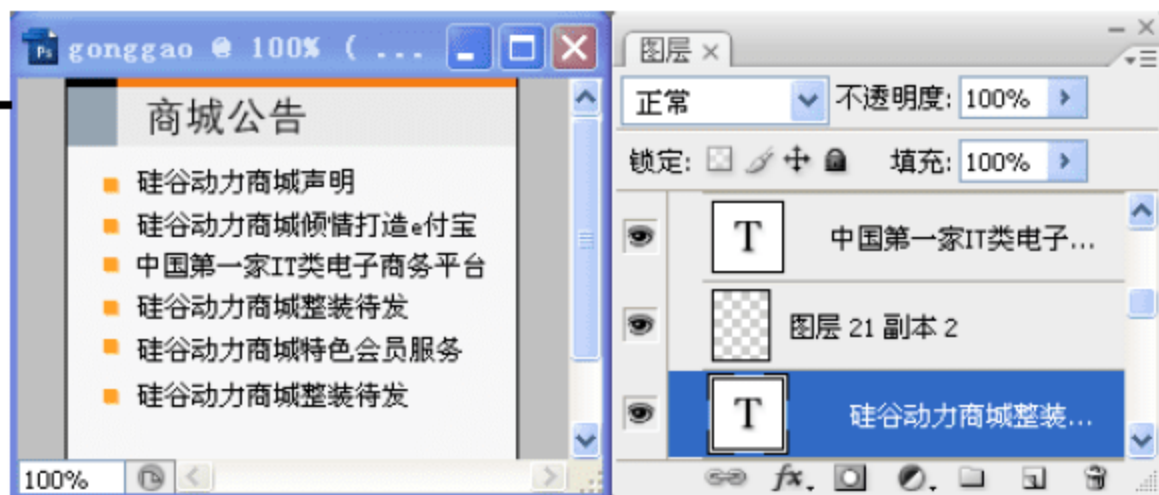 gonggao @ 100% ( ...
商城公告
硅谷动力商城声明
硅谷动力商城倾情打造e付宝
中国第一家IT类电子商务平台
硅谷动力商城整装待发
硅谷动力商城特色会员服务
硅谷动力商城整装待发
100%
图层
正常 不透明度: 100%
锁定: 填充: 100%
T 中国第一家IT类电子...
图层 21 副本 2
T 硅谷动力商城整装...
fx.